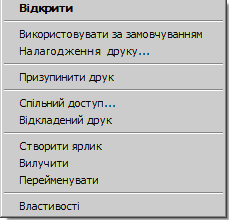 Відкрити
Використовувати за замовчуванням
Налагодження друку...
Призупинити друк
Спільний доступ...
Відкладений друк
Створити ярлик
Вилучити
Перейменувати
Властивості